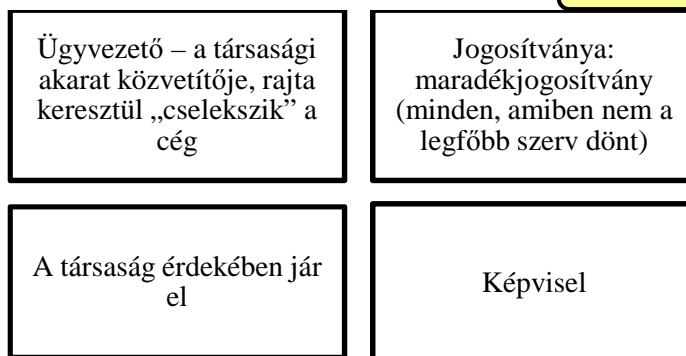 Ügyvezető – a társasági
akarat közvetítője, rajta
keresztül „cselekszik” a
cég
Jogosítványa:
maradékjogosítvány
(minden, amiben nem a
legfőbb szerv dönt)
A társaság érdekében jár
el
Képvisel